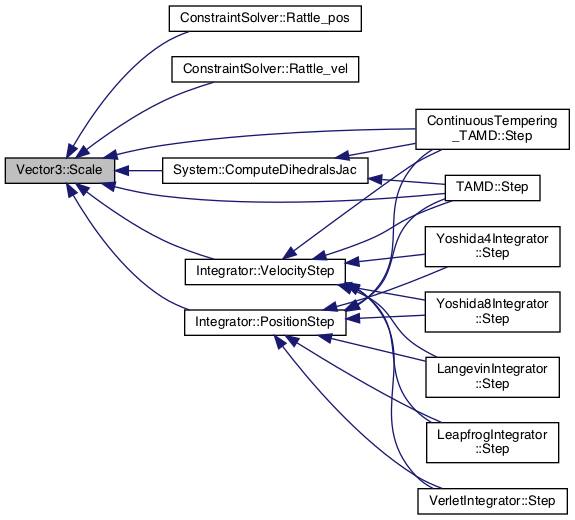 ConstraintSolver::Rattle_pos
ConstraintSolver::Rattle_vel
ContinuousTempering
_TAMD::Step
Vector3::Scale
System::ComputeDihedralsJac
TAMD::Step
Yoshida4Integrator
::Step
Integrator::VelocityStep
Yoshida8Integrator
::Step
Integrator::PositionStep
LangevinIntegrator
::Step
LeapfrogIntegrator
::Step
VerletIntegrator::Step